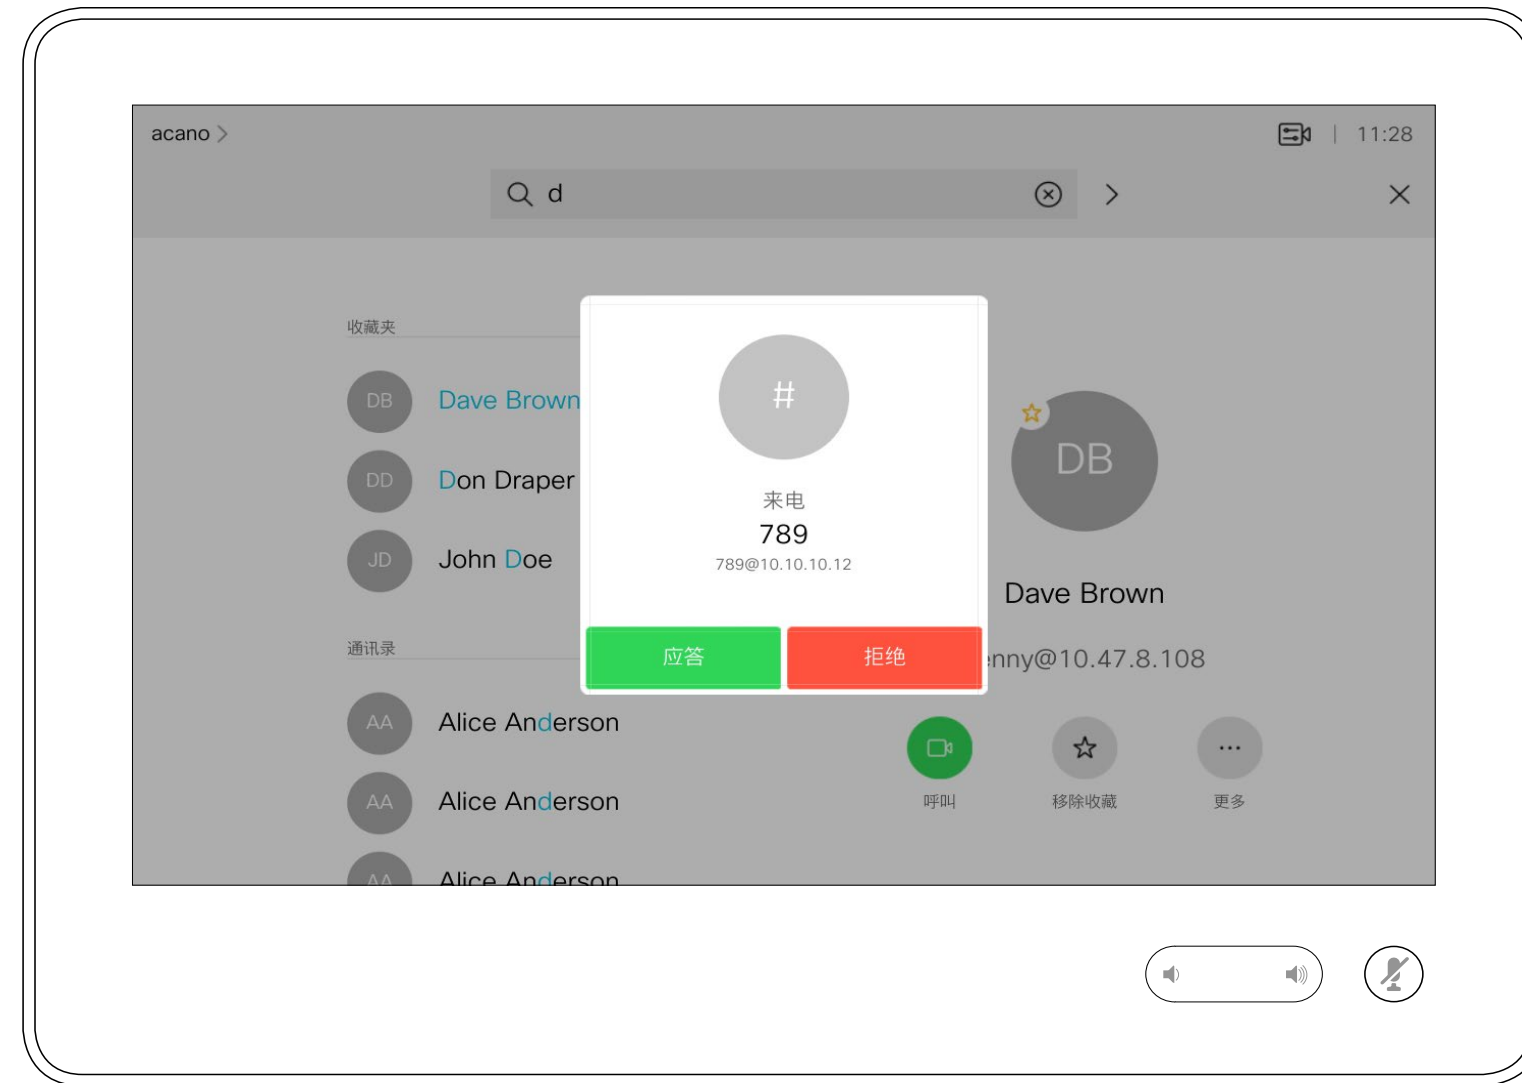 acano
11:28
d
收藏夹
DB
Dave Brown
DD
Don Draper
JD
John Doe
通讯录
AA
Alice Anderson
AA
Alice Anderson
AA
Alice Anderson
#
来电
789
789@10.10.10.12
应答
拒绝
DB
Dave Brown
nny@10.47.8.108
呼叫
移除收藏
更多